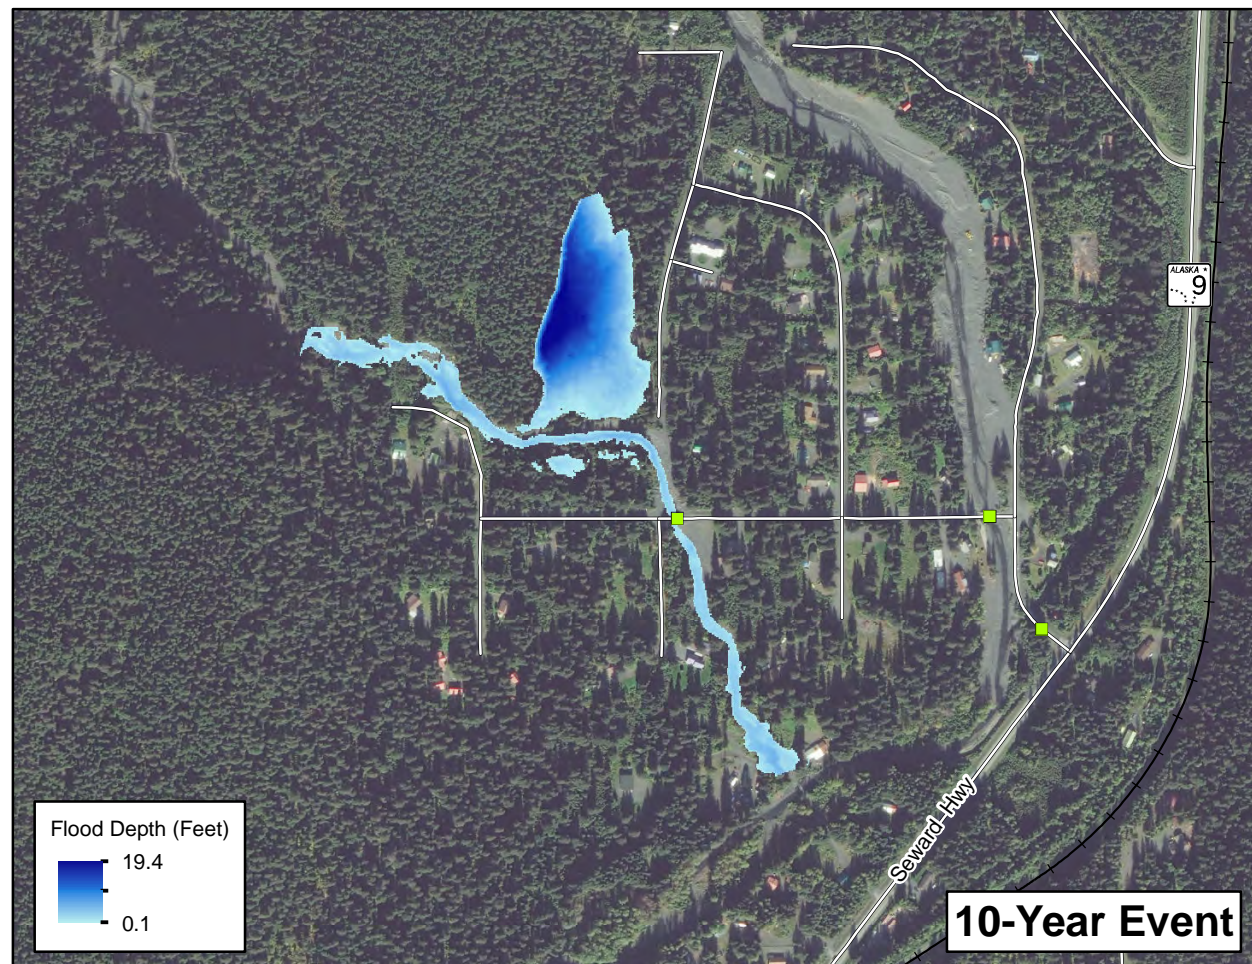 ALASKA
9
Seward Hwy
Flood Depth (Feet)
19.4
0.1
10-Year Event